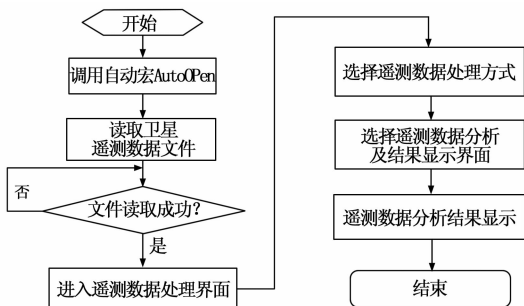 开始
调用自动宏AutoOPen
读取卫星
遥测数据文件
否
文件读取成功？
是
进入遥测数据处理界面
选择遥测数据处理方式
选择遥测数据分析
及结果显示界面
遥测数据分析结果显示
结束